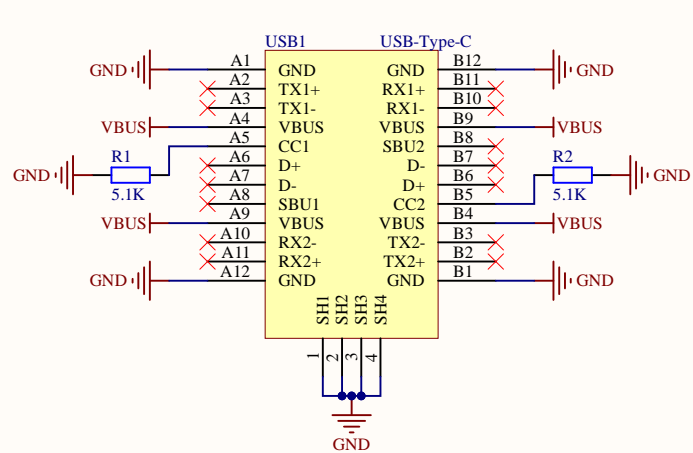 USB1 USB-Type-C
A1 GND GND B12
GND GND
A2 TX1+ RX1+ B11
A3 TX1- RX1- B10
VBUS A4 VBUS VBUS B9 VBUS
A5 CC1 SBU2 B8
R1 A6 D+ D- B7 R2
GND GND
A7 D- D+ B6
5.1K A8 SBU1 CC2 B5 5.1K
VBUS A9 VBUS VBUS B4 VBUS
A10 RX2- TX2- B3
A11 RX2+ TX2+ B2
GND A12 GND GND B1 GND
SH1 SH2 SH3 SH4
1 2 3 4
GND